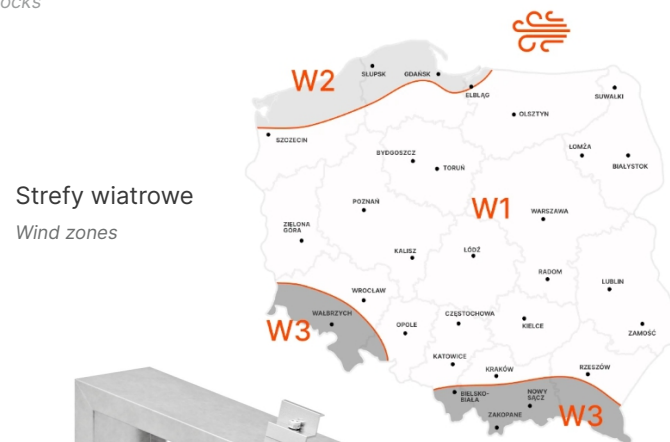 ocks
W2
SŁUPSK
GDAŃSK
ELBLĄG
SUWAŁKI
OLSZTYN
SZCZECIN
ŁOMŻA
BYDGOSZCZ
BIAŁYSTOK
TORUŃ
Strefy wiatrowe
Wind zones
POZNAŃ
W1
WARSZAWA
ZIELONA
GÓRA
KALISZ
ŁÓDŹ
RADOM
LUBLIN
WROCŁAW
WAŁBRZYCH
W3
OPOLE
CZĘSTOCHOWA
KIELCE
ZAMOŚĆ
KATOWICE
KRAKÓW
RZESZÓW
BIELSKO-
BIAŁA
NOWY
SĄCZ
ZAKOPANE
W3